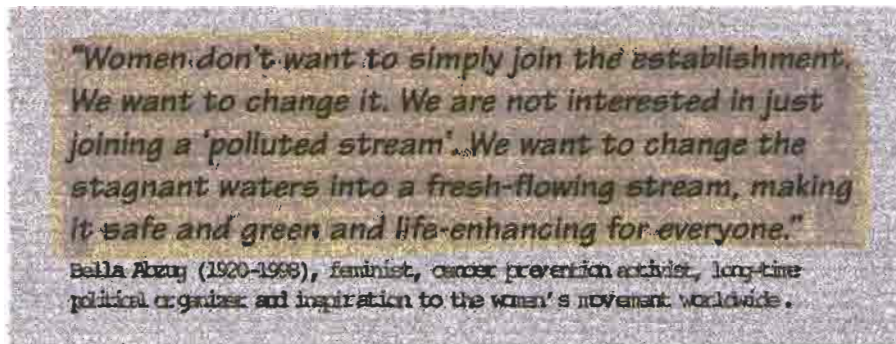 "Women don't want to simply join the establishment.
We want to change it. We are not interested in just
joining a 'polluted stream'. We want to change the
stagnant waters into a fresh-flowing stream, making
it safe and green and life-enhancing for everyone."
Bella Abzug (1920-1998), feminist, cancer prevention activist, long-time
political organizer and inspiration to the women's movement worldwide.